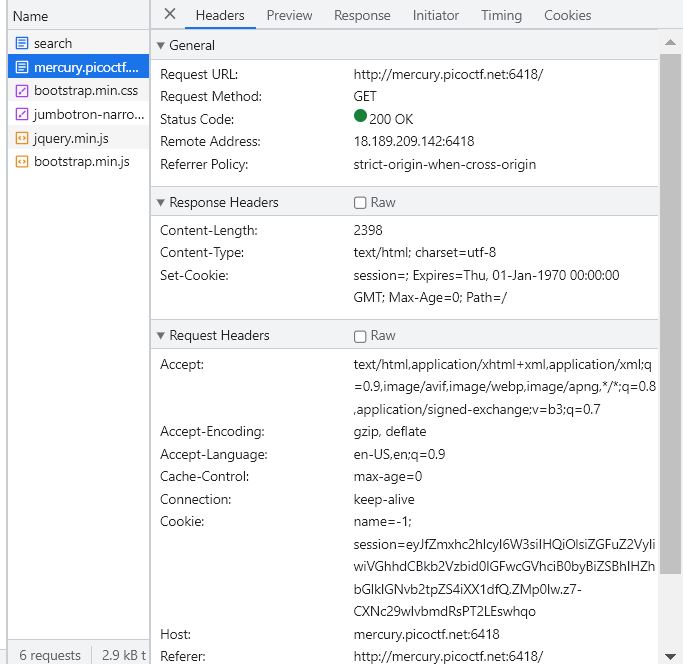 Name
search
mercury.picoctf....
bootstrap.min.css
jumbotron-narro...
jquery.min.js
bootstrap.min.js
6 requests
2.9 kB t
Headers
Preview
Response
Initiator
Timing
Cookies
General
Request URL: http://mercury.picoctf.net:6418/
Request Method: GET
Status Code: 200 OK
Remote Address: 18.189.209.142:6418
Referrer Policy: strict-origin-when-cross-origin
Response Headers Raw
Content-Length: 2398
Content-Type: text/html; charset=utf-8
Set-Cookie: session=; Expires=Thu, 01-Jan-1970 00:00:00
GMT; Max-Age=0; Path=/
Request Headers Raw
Accept: text/html,application/xhtml+xml,application/xml;q
=0.9,image/avif,image/webp,image/apng,*/*;q=0.8
,application/signed-exchange;v=b3;q=0.7
Accept-Encoding: gzip, deflate
Accept-Language: en-US,en;q=0.9
Cache-Control: max-age=0
Connection: keep-alive
Cookie: name=-1;
Host: mercury.picoctf.net:6418
Referer: http://mercury.picoctf.net:6418/